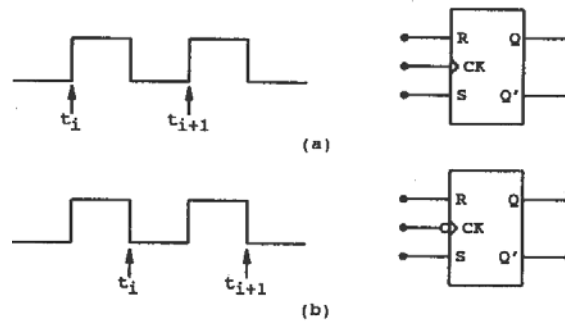 R Q
CK
S Q'
t_i t_{i+1}
(a)
R Q
CK
S Q'
t_i t_{i+1}
(b)